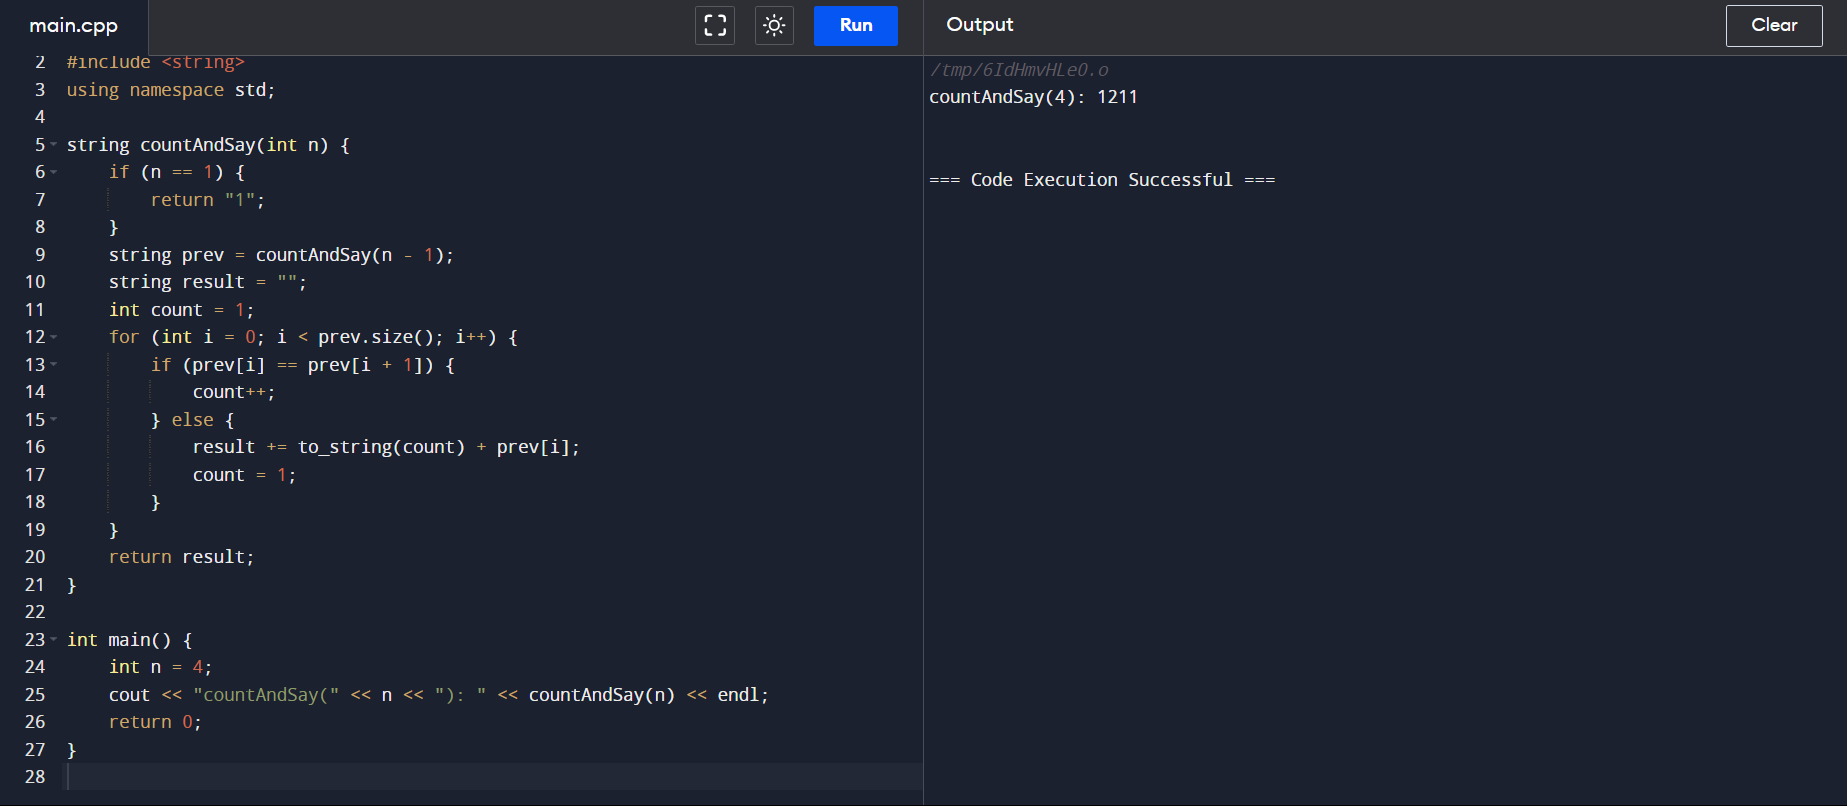 main.cpp
Run
Output
Clear
2 #include <string>
3 using namespace std;
4
5 string countAndSay(int n) {
6     if (n == 1) {
7         return "1";
8     }
9     string prev = countAndSay(n - 1);
10     string result = "";
11     int count = 1;
12     for (int i = 0; i < prev.size(); i++) {
13         if (prev[i] == prev[i + 1]) {
14             count++;
15         } else {
16             result += to_string(count) + prev[i];
17             count = 1;
18         }
19     }
20     return result;
21 }
22
23 int main() {
24     int n = 4;
25     cout << "countAndSay(" << n << "): " << countAndSay(n) << endl;
26     return 0;
27 }
28
/tmp/6IdHmvHLeO.o
countAndSay(4): 1211
=== Code Execution Successful ===